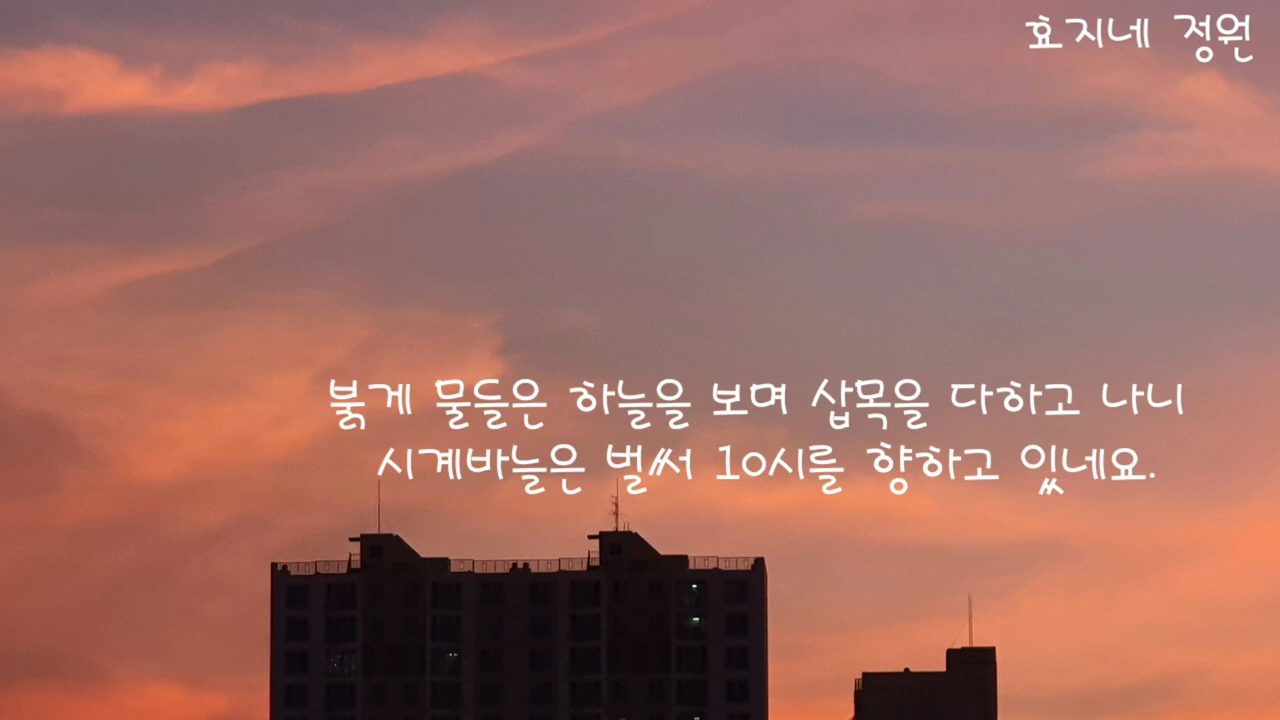 효지네 정원
붉게 물들은 하늘을 보며 삽목을 다하고 나니
시계바늘은 벌써 10시를 향하고 있네요.